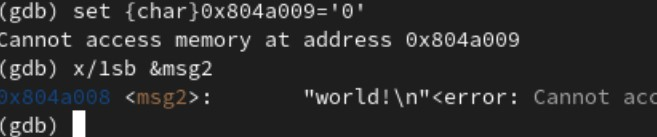 (gdb) set {char}0x804a009='0'
Cannot access memory at address 0x804a009
(gdb) x/1sb &msg2
0x804a008 <msg2>: "world!\n"<error: Cannot acc
(gdb)